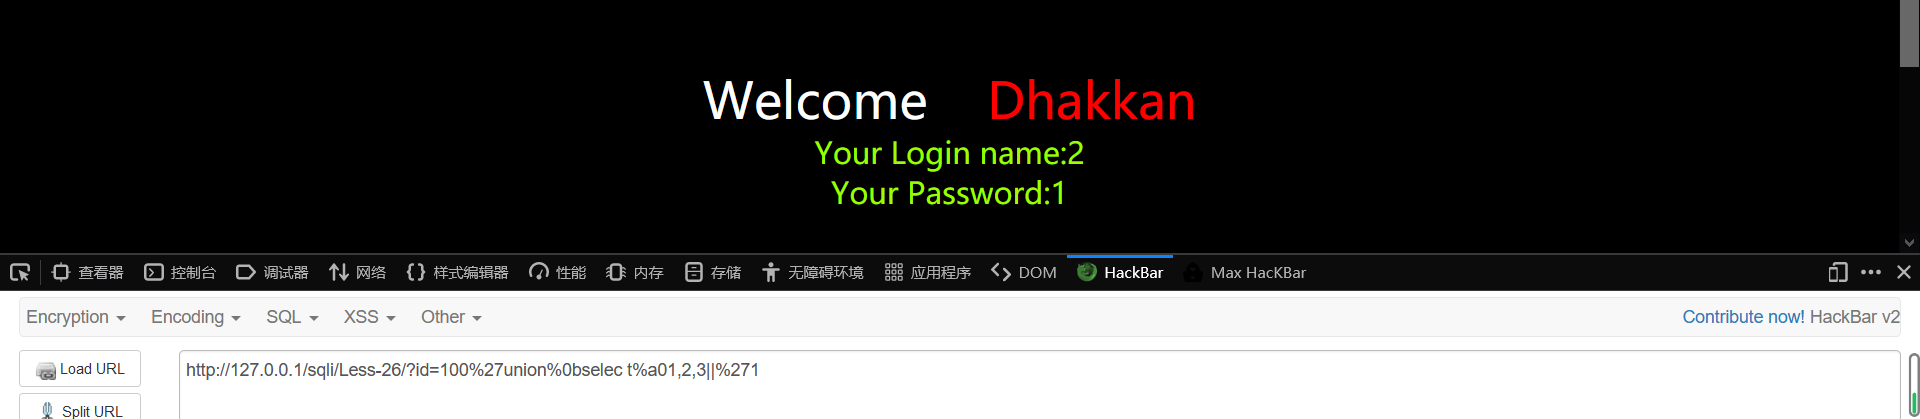 Welcome Dhakkan
Your Login name:2
Your Password:1
查看器 控制台 调试器 网络 样式编辑器 性能 内存 存储 无障碍环境 应用程序 DOM HackBar Max HacKBar
Encryption Encoding SQL XSS Other Contribute now! HackBar v2
Load URL http://127.0.0.1/sqli/Less-26/?id=100%27union%0bselec t%a01,2,3||%271
Split URL